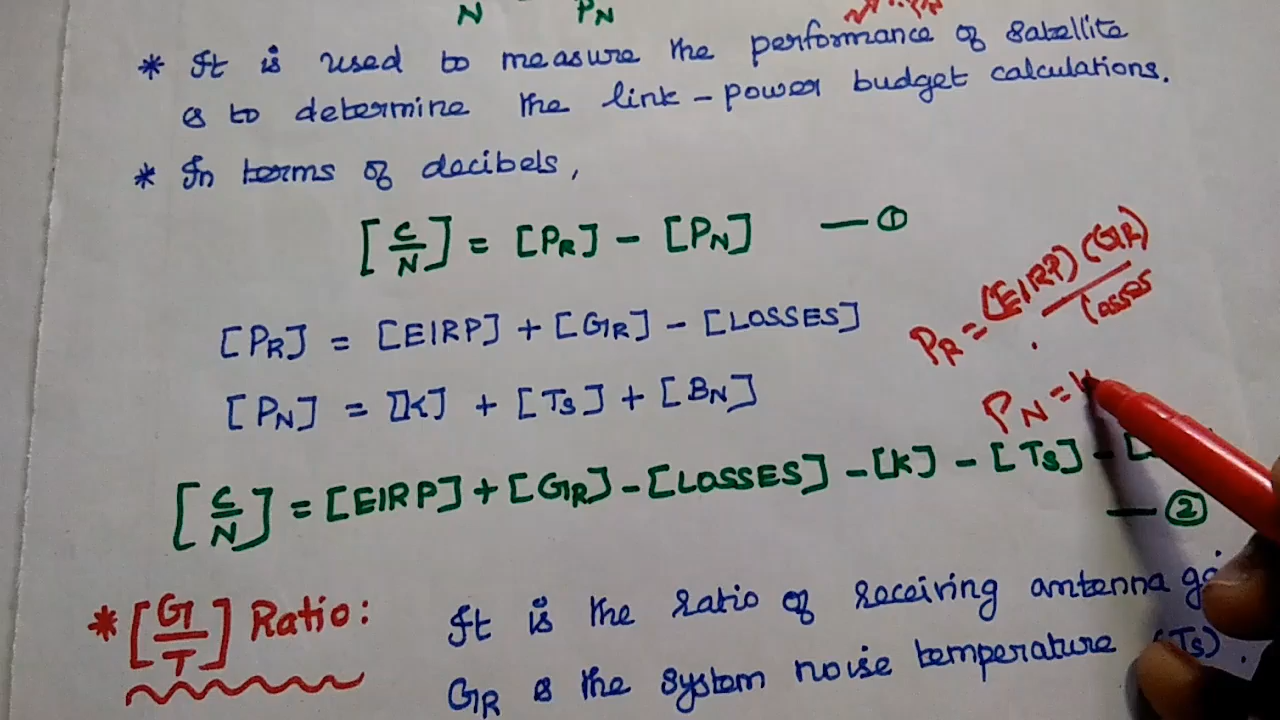 N P_N
* It is used to measure the performance of satellite
& to determine the link-power budget calculations.
* In terms of decibels,
[C/N] = [P_R] - [P_N] — ①
P_R = (EIRP) (G_R) / Losses
[P_R] = [EIRP] + [G_R] - [LOSSES]
[P_N] = [K] + [T_S] + [B_N]
P_N =
[C/N] = [EIRP] + [G_R] - [LOSSES] - [K] - [T_S] - [
— ②
* [G/T] Ratio: It is the ratio of receiving antenna
G_R & the system noise temperature (T_S).